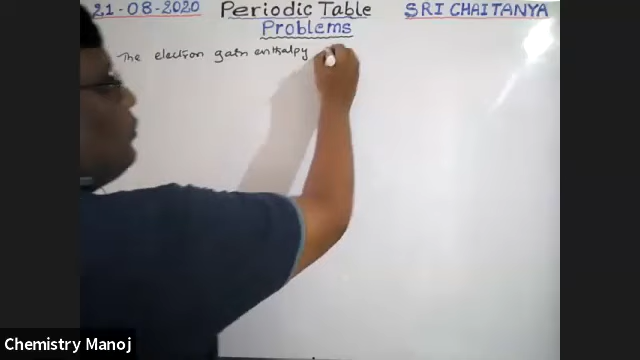 21-08-2020 Periodic Table SRI CHAITANYA
Problems
The electron gain enthalpy
Chemistry Manoj